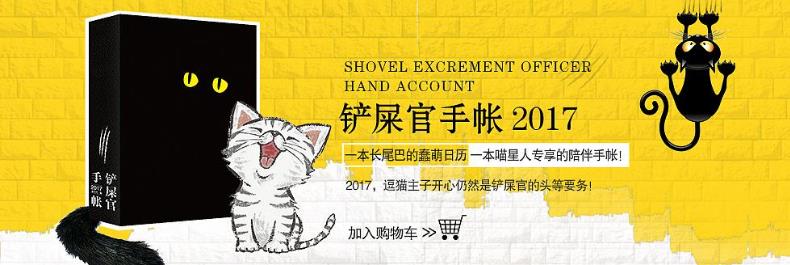 SHOVEL EXCREMENT OFFICER
HAND ACCOUNT
铲屎官手帐 2017
一本长尾巴的蠢萌日历 一本喵星人专享的陪伴手帐!
2017，逗猫主子开心仍然是铲屎官的头等要务!
加入购物车 >>
铲屎官
手帐